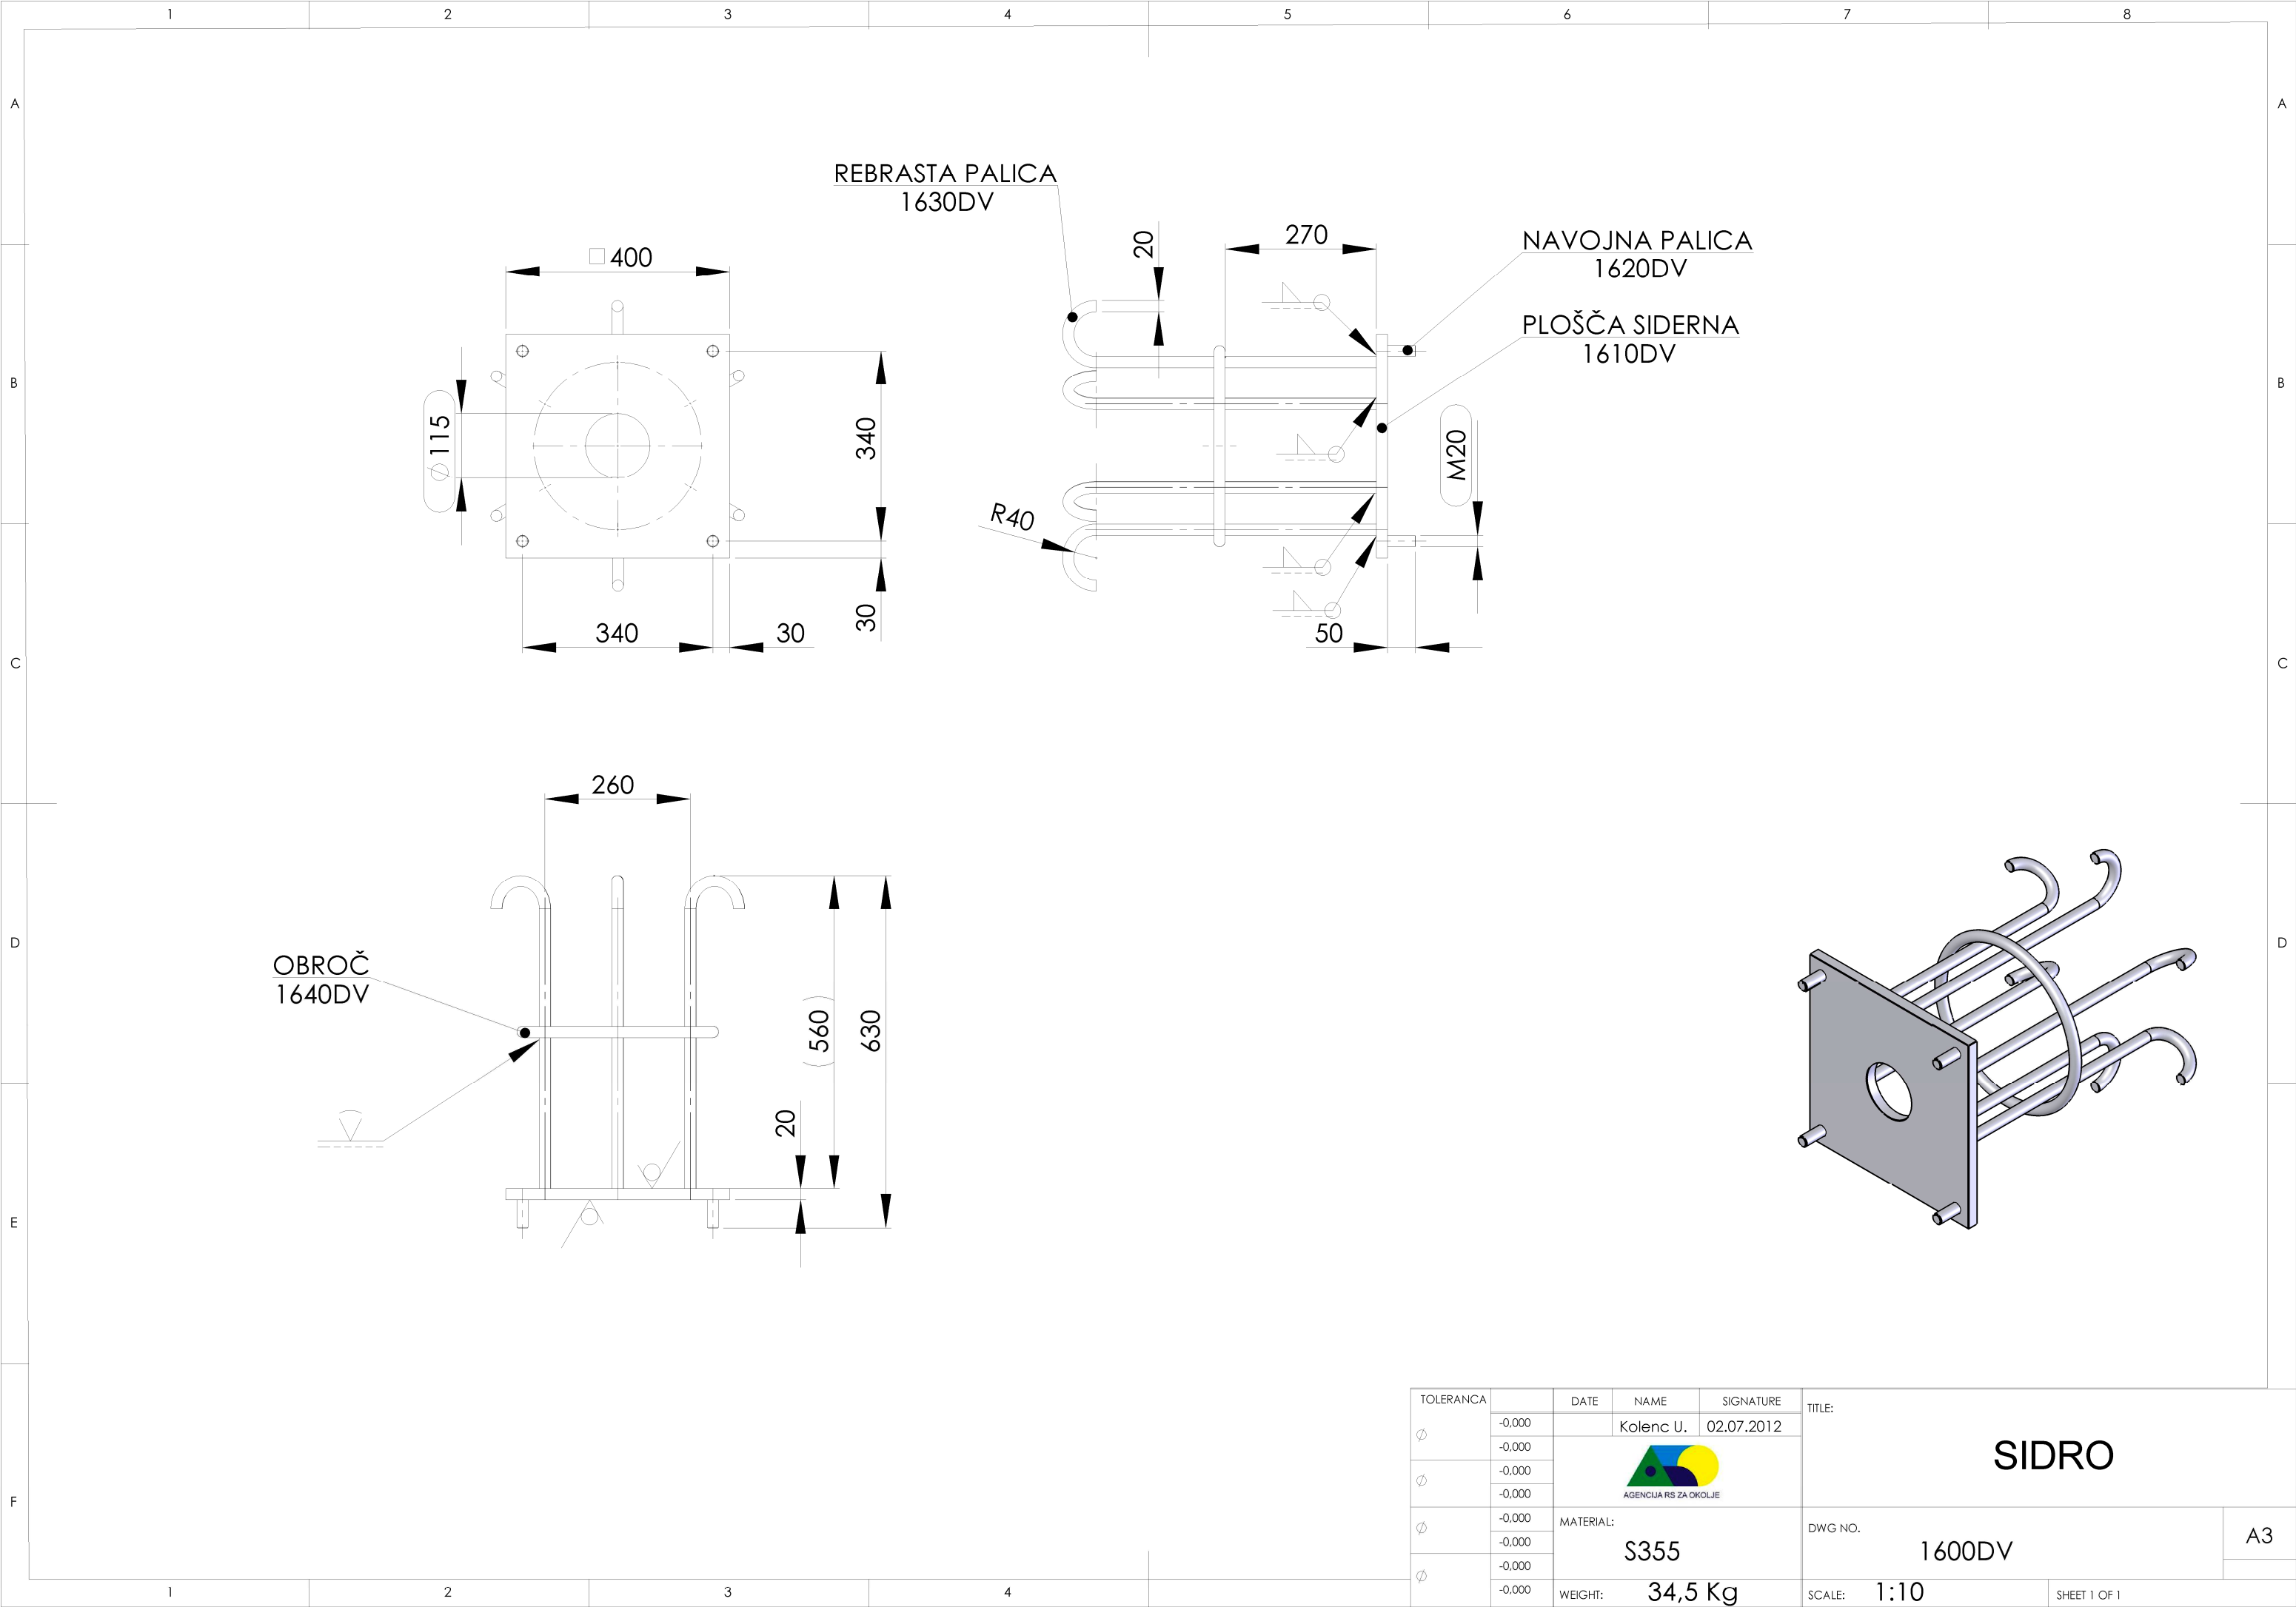 1 2 3 4 5 6 7 8
A A
REBRASTA PALICA
1630DV
20
270
NAVOJNA PALICA
1620DV
□ 400
PLOŠČA SIDERNA
1610DV
B B
∅ 115
340
M20
R40
30
340 30
50
C C
260
D D
OBROČ
1640DV
(560)
630
20
E E
TOLERANCA
DATE NAME SIGNATURE
TITLE:
-0,000
Kolenc U. 02.07.2012
∅
-0,000
SIDRO
-0,000
∅
-0,000
AGENCIJA RS ZA OKOLJE
F
-0,000
MATERIAL:
DWG NO.
∅
A3
-0,000
S355
1600DV
-0,000
∅
-0,000
WEIGHT: 34,5 Kg
SCALE: 1:10
SHEET 1 OF 1
1 2 3 4